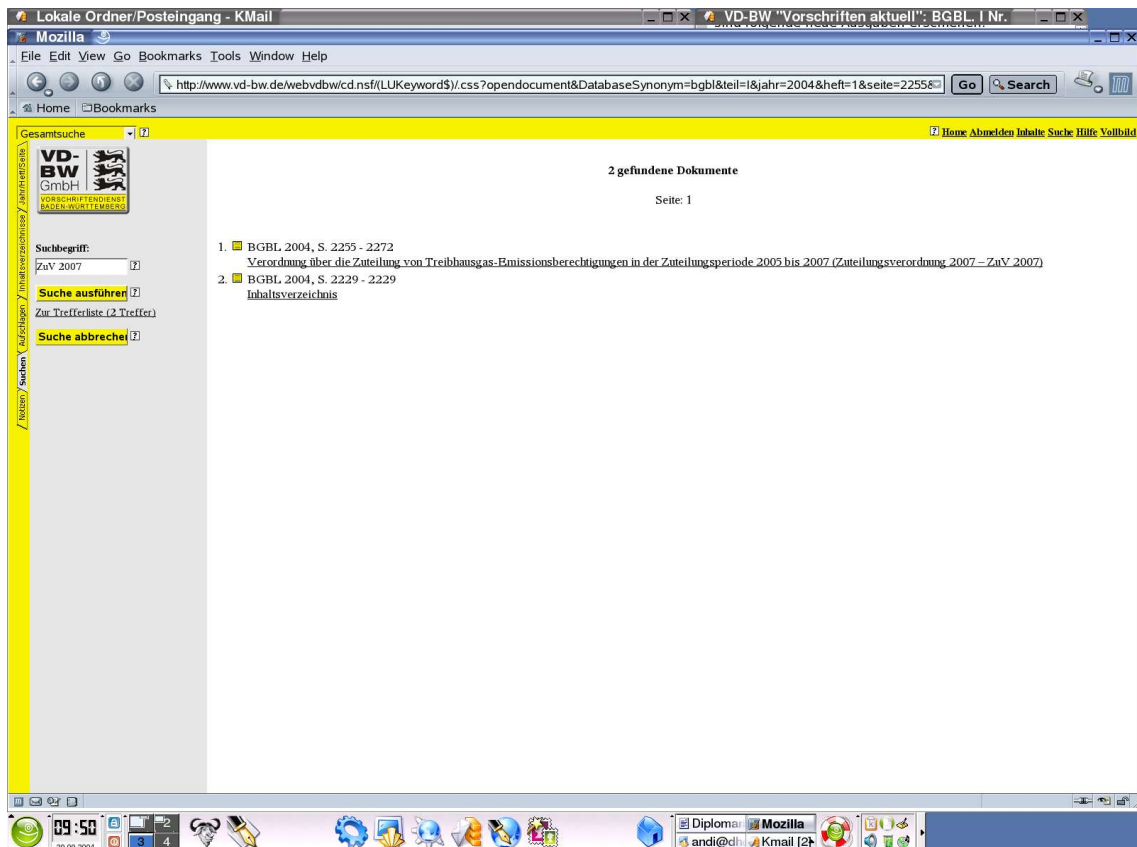 Lokale Ordner/Posteingang - KMail
VD-BW "Vorschriften aktuell": BGBL. I Nr.
Mozilla
File Edit View Go Bookmarks Tools Window Help
http://www.vd-bw.de/webvdbw/cd.nsf/(LUKeyword$)/.css?opendocument&DatabaseSynonym=bgbl&teil=I&jahr=2004&heft=1&seite=2255&
Go
Search
Home Bookmarks
Gesamtsuche ?
? Home Abmelden Inhalte Suche Hilfe Vollbild
Jahr/Heft/Seite
Inhaltsverzeichnisse
Aufschlagen
Suchen
Notizen
VD-
BW
GmbH
VORSCHRIFTENDIENST
BADEN-WÜRTTEMBERG
Suchbegriff:
ZuV 2007 ?
Suche ausführen ?
Zur Trefferliste (2 Treffer)
Suche abbrechen ?
2 gefundene Dokumente
Seite: 1
1. BGBL 2004, S. 2255 - 2272
Verordnung über die Zuteilung von Treibhausgas-Emissionsberechtigungen in der Zuteilungsperiode 2005 bis 2007 (Zuteilungsverordnung 2007 – ZuV 2007)
2. BGBL 2004, S. 2229 - 2229
Inhaltsverzeichnis
09:50
2
3 4
Diplomar
Mozilla
andi@dh
Kmail [2]